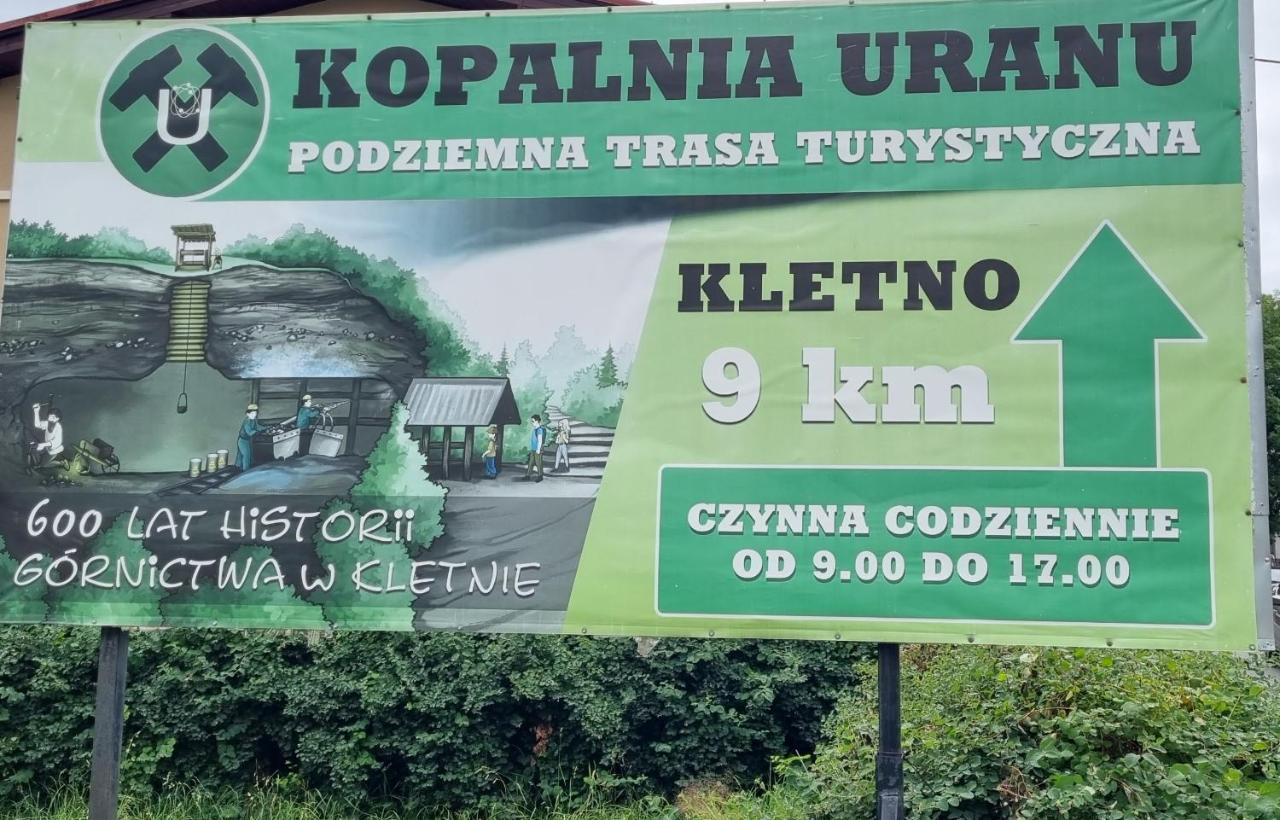 U
KOPALNIA URANU
PODZIEMNA TRASA TURYSTYCZNA
KLETNO
9 km
CZYNNA CODZIENNIE
OD 9.00 DO 17.00
600 LAT HiSTORii
GÓRNiCTWA W KLETNiE